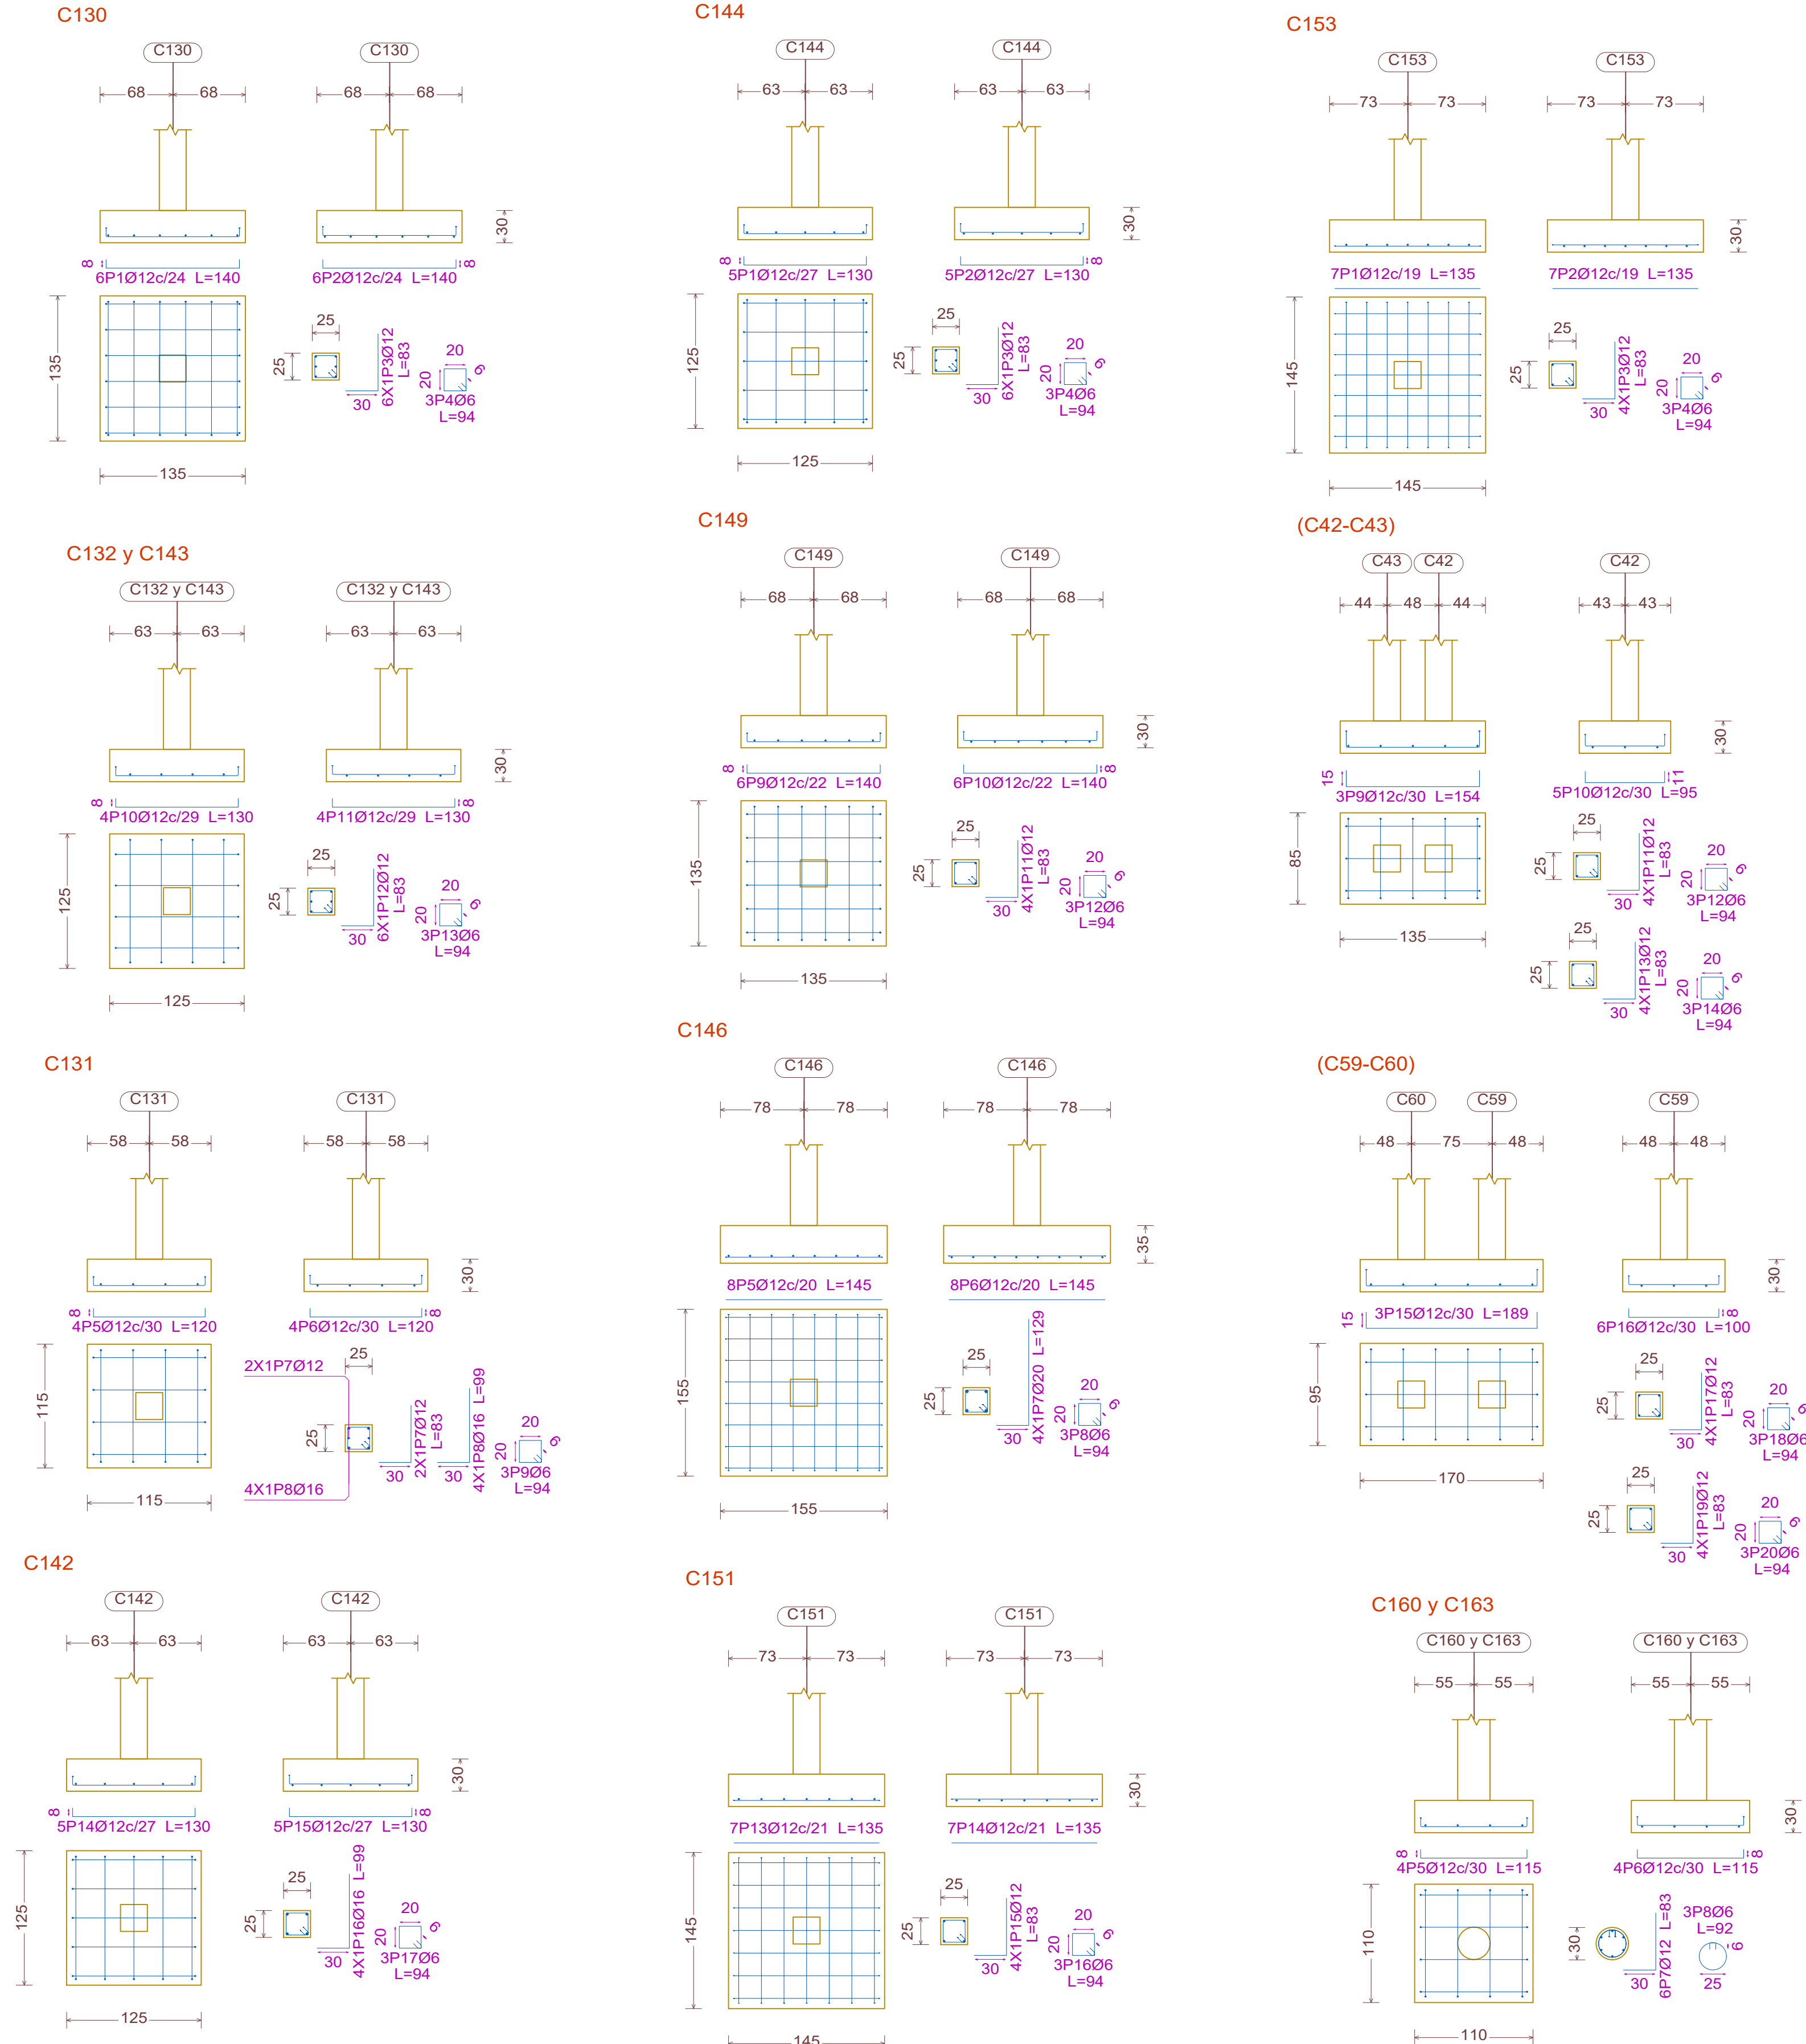 C130
C130
C130
68
68
68
68
30
8
6P1Ø12c/24 L=140
6P2Ø12c/24 L=140
8
135
25
25
6X1P3Ø12
L=83
30
20
20
6
3P4Ø6
L=94
135
C132 y C143
C132 y C143
C132 y C143
63
63
63
63
30
8
4P10Ø12c/29 L=130
4P11Ø12c/29 L=130
8
125
25
25
6X1P12Ø12
L=83
30
20
20
6
3P13Ø6
L=94
125
C131
C131
C131
58
58
58
58
30
8
4P5Ø12c/30 L=120
4P6Ø12c/30 L=120
8
115
2X1P7Ø12
25
25
4X1P8Ø16
2X1P7Ø12
L=83
30
4X1P8Ø16 L=99
30
20
20
6
3P9Ø6
L=94
115
C142
C142
C142
63
63
63
63
30
8
5P14Ø12c/27 L=130
5P15Ø12c/27 L=130
8
125
25
25
4X1P16Ø16 L=99
30
20
20
6
3P17Ø6
L=94
125
C144
C144
C144
63
63
63
63
30
8
5P1Ø12c/27 L=130
5P2Ø12c/27 L=130
8
125
25
25
6X1P3Ø12
L=83
30
20
20
6
3P4Ø6
L=94
125
C149
C149
C149
68
68
68
68
30
8
6P9Ø12c/22 L=140
6P10Ø12c/22 L=140
8
135
25
25
4X1P11Ø12
L=83
30
20
20
6
3P12Ø6
L=94
135
C146
C146
C146
78
78
78
78
35
8P5Ø12c/20 L=145
8P6Ø12c/20 L=145
155
25
25
4X1P7Ø20 L=129
30
20
20
6
3P8Ø6
L=94
155
C151
C151
C151
73
73
73
73
30
7P13Ø12c/21 L=135
7P14Ø12c/21 L=135
145
25
25
4X1P15Ø12
L=83
30
20
20
6
3P16Ø6
L=94
145
C153
C153
C153
73
73
73
73
30
7P1Ø12c/19 L=135
7P2Ø12c/19 L=135
145
25
25
4X1P3Ø12
L=83
30
20
20
6
3P4Ø6
L=94
145
(C42-C43)
C43
C42
C42
44
48
44
43
43
30
15
3P9Ø12c/30 L=154
5P10Ø12c/30 L=95
11
85
25
25
4X1P11Ø12
L=83
30
20
20
6
3P12Ø6
L=94
135
25
25
4X1P13Ø12
L=83
30
20
20
6
3P14Ø6
L=94
(C59-C60)
C60
C59
C59
48
75
48
48
48
30
15
3P15Ø12c/30 L=189
6P16Ø12c/30 L=100
8
95
25
25
4X1P17Ø12
L=83
30
20
20
6
3P18Ø6
L=94
170
25
25
4X1P19Ø12
L=83
30
20
20
6
3P20Ø6
L=94
C160 y C163
C160 y C163
C160 y C163
55
55
55
55
30
8
4P5Ø12c/30 L=115
4P6Ø12c/30 L=115
8
110
30
6P7Ø12 L=83
30
3P8Ø6
L=92
6
25
110